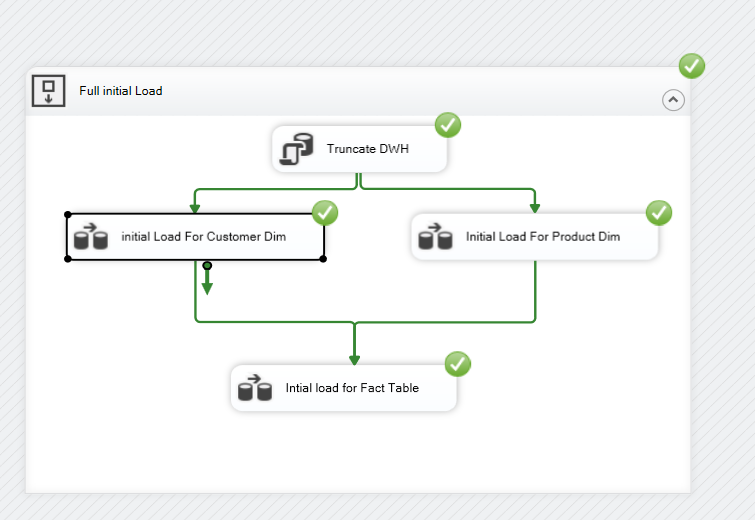 Full initial Load
Truncate DWH
initial Load For Customer Dim
Initial Load For Product Dim
Intial load for Fact Table